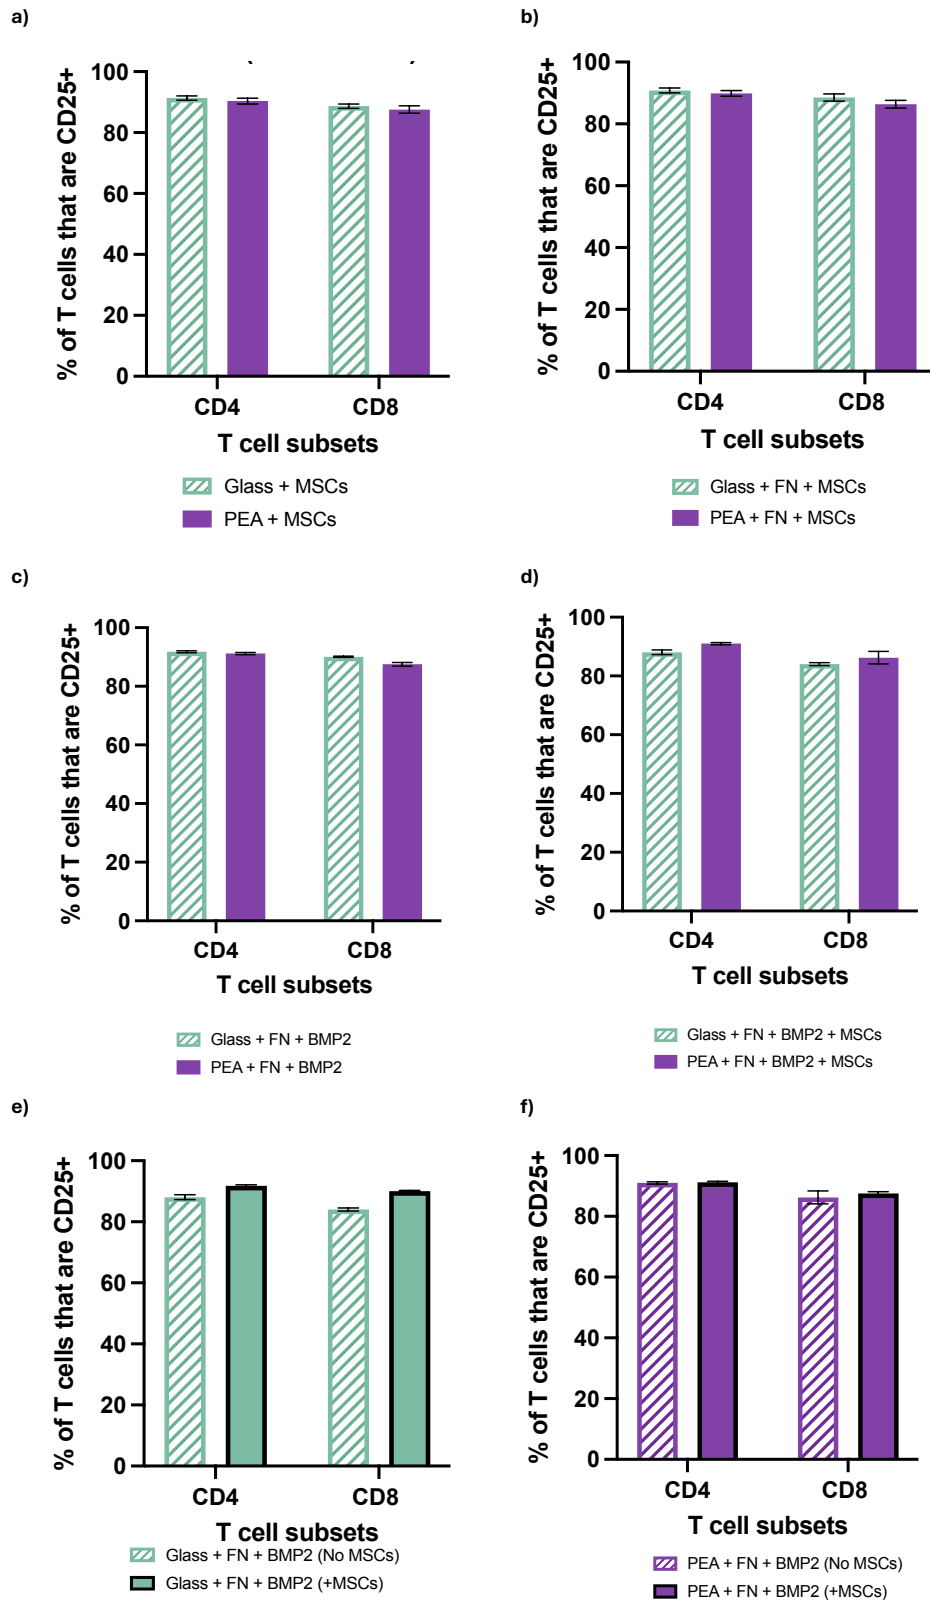 a)
% of T cells that are CD25+
100
80
60
40
20
0
CD4
CD8
T cell subsets
Glass + MSCs
PEA + MSCs
b)
% of T cells that are CD25+
100
80
60
40
20
0
CD4
CD8
T cell subsets
Glass + FN + MSCs
PEA + FN + MSCs
c)
% of T cells that are CD25+
100
80
60
40
20
0
CD4
CD8
T cell subsets
Glass + FN + BMP2
PEA + FN + BMP2
d)
% of T cells that are CD25+
100
80
60
40
20
0
CD4
CD8
T cell subsets
Glass + FN + BMP2 + MSCs
PEA + FN + BMP2 + MSCs
e)
% of T cells that are CD25+
100
80
60
40
20
0
CD4
CD8
T cell subsets
Glass + FN + BMP2 (No MSCs)
Glass + FN + BMP2 (+MSCs)
f)
% of T cells that are CD25+
100
80
60
40
20
0
CD4
CD8
T cell subsets
PEA + FN + BMP2 (No MSCs)
PEA + FN + BMP2 (+MSCs)